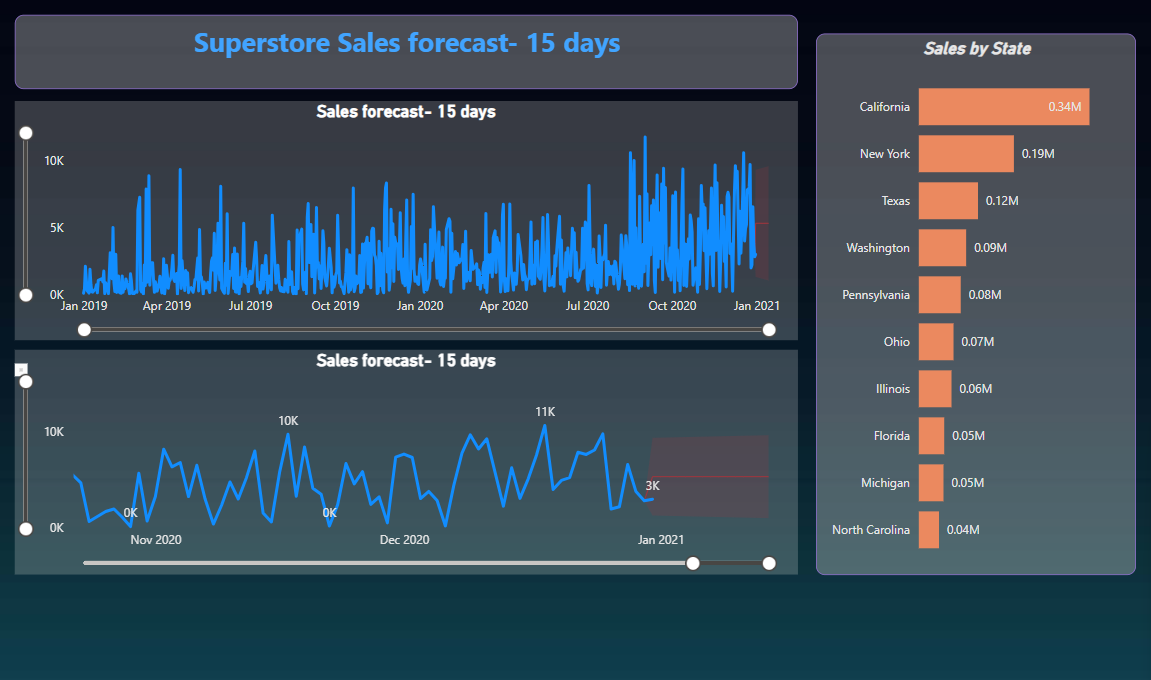 Superstore Sales forecast- 15 days
Sales forecast- 15 days
10K
5K
0K
Jan 2019 Apr 2019 Jul 2019 Oct 2019 Jan 2020 Apr 2020 Jul 2020 Oct 2020 Jan 2021
Sales forecast- 15 days
11K
10K
10K
3K
0K 0K
0K
Nov 2020 Dec 2020 Jan 2021
Sales by State
California 0.34M
New York 0.19M
Texas 0.12M
Washington 0.09M
Pennsylvania 0.08M
Ohio 0.07M
Illinois 0.06M
Florida 0.05M
Michigan 0.05M
North Carolina 0.04M